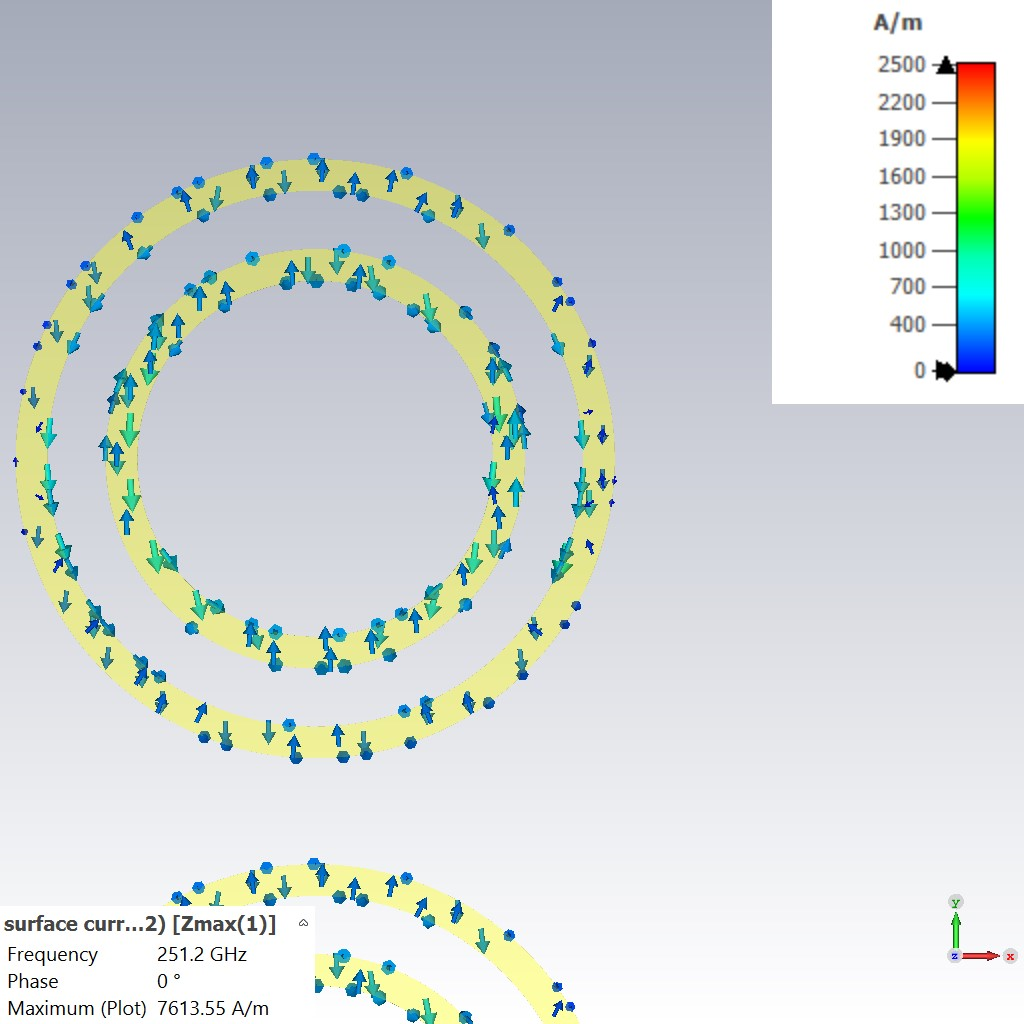 A/m
2500
2200
1900
1600
1300
1000
700
400
0
y
z x
surface curr...2) [Zmax(1)]
Frequency 251.2 GHz
Phase 0 °
Maximum (Plot) 7613.55 A/m